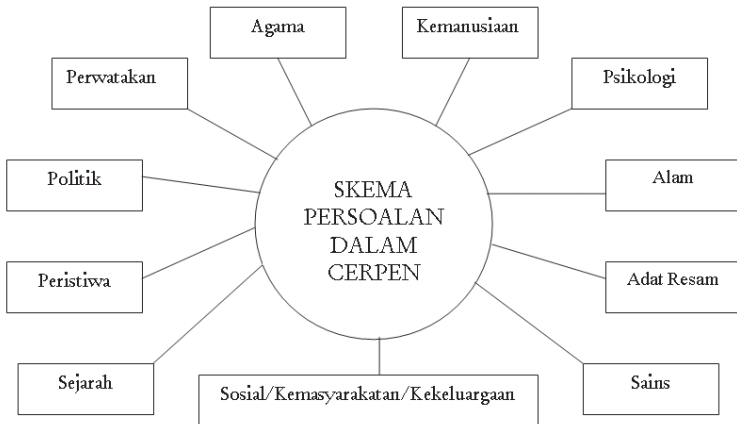 Agama
Kemanusiaan
Perwatakan
Psikologi
Politik
Alam
SKEMA
PERSOALAN
DALAM
CERPEN
Peristiwa
Adat Resam
Sejarah
Sosial/Kemasyarakatan/Kekeluargaan
Sains